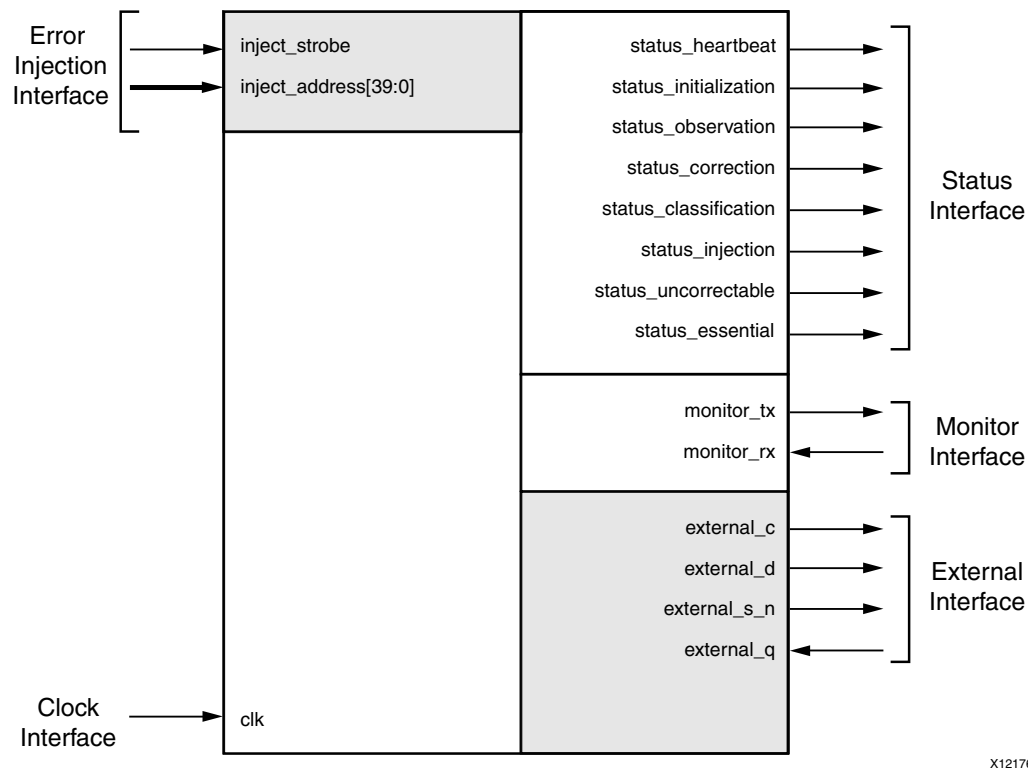 Error
Injection
Interface
inject_strobe
inject_address[39:0]
status_heartbeat
status_initialization
status_observation
status_correction
status_classification
status_injection
status_uncorrectable
status_essential
Status
Interface
monitor_tx
monitor_rx
Monitor
Interface
external_c
external_d
external_s_n
external_q
External
Interface
Clock
Interface
clk
X12176